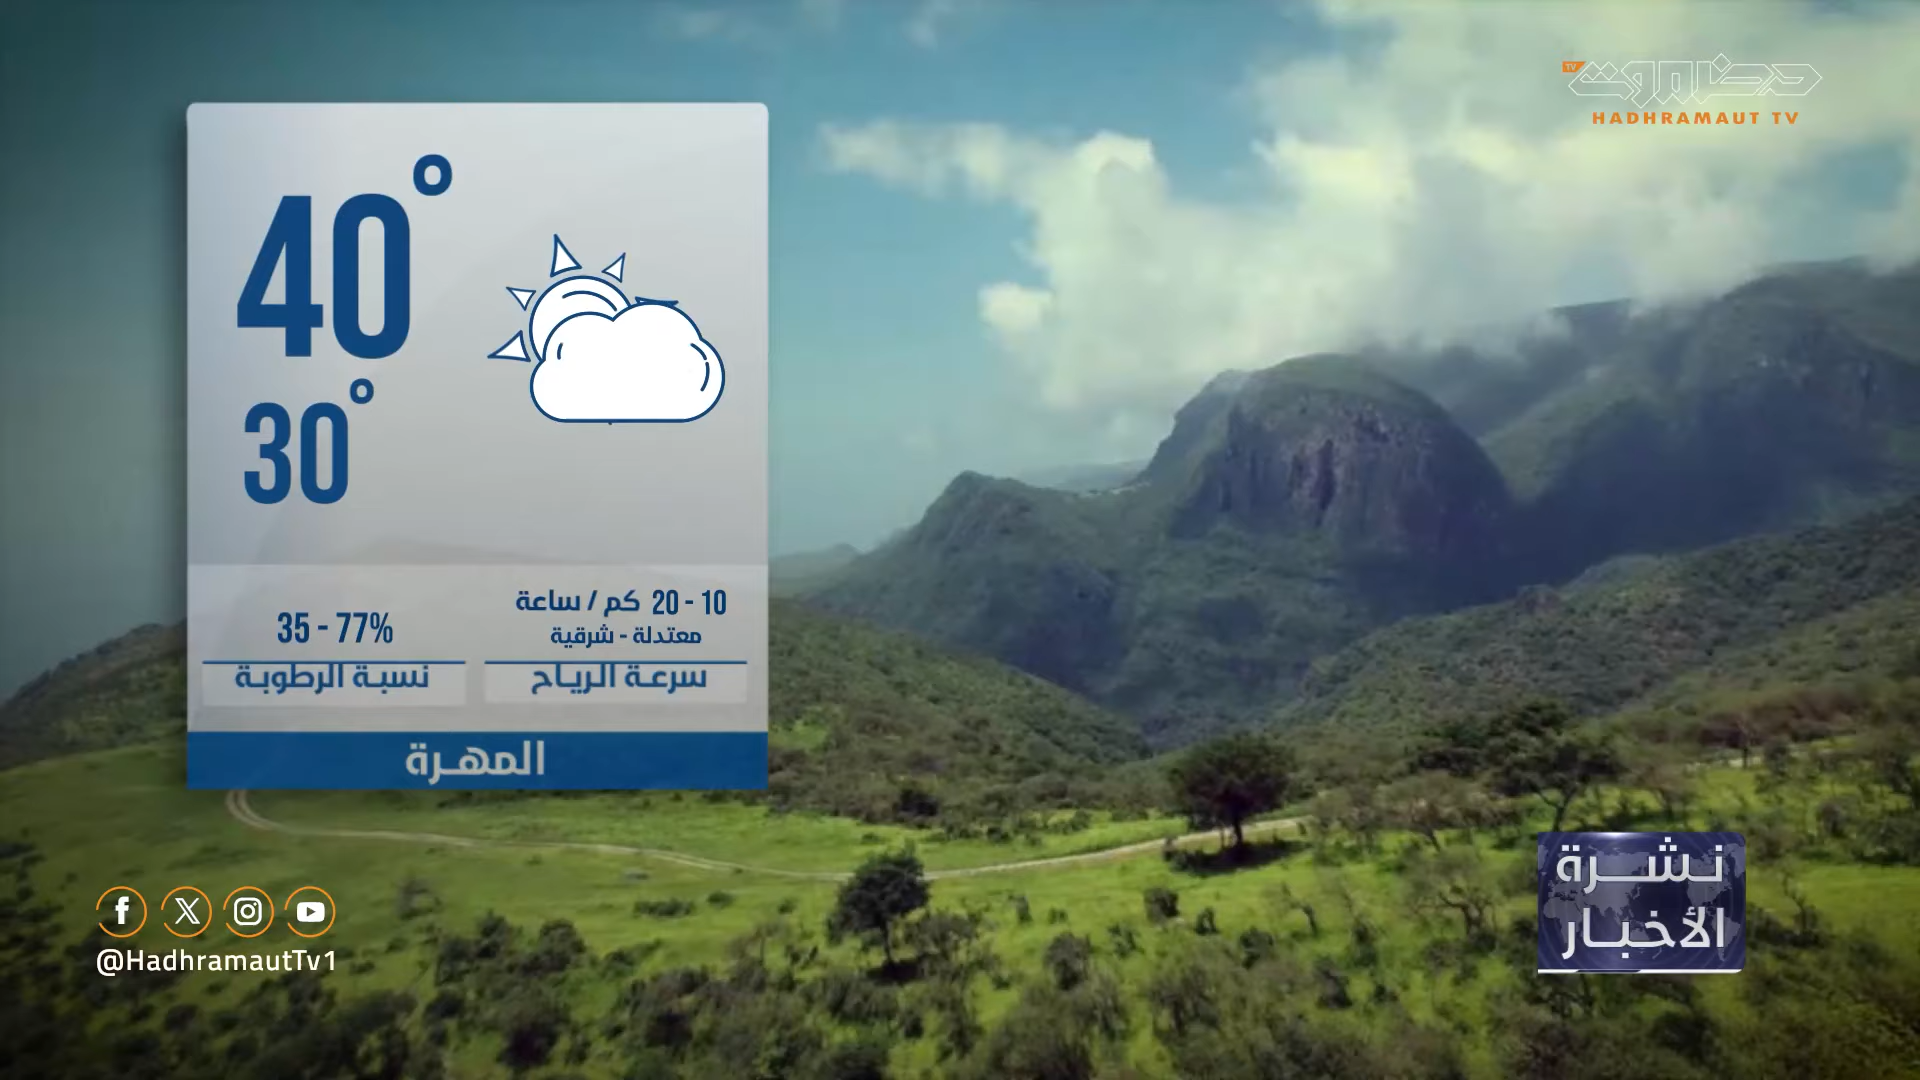 حضرموت
TV
HADHRAMAUT TV
40°
30°
10 - 20 كم / ساعة
معتدلة - شرقية
سرعة الرياح
35 - 77%
نسبة الرطوبة
المهرة
نشرة
الأخبار
@HadhramautTv1